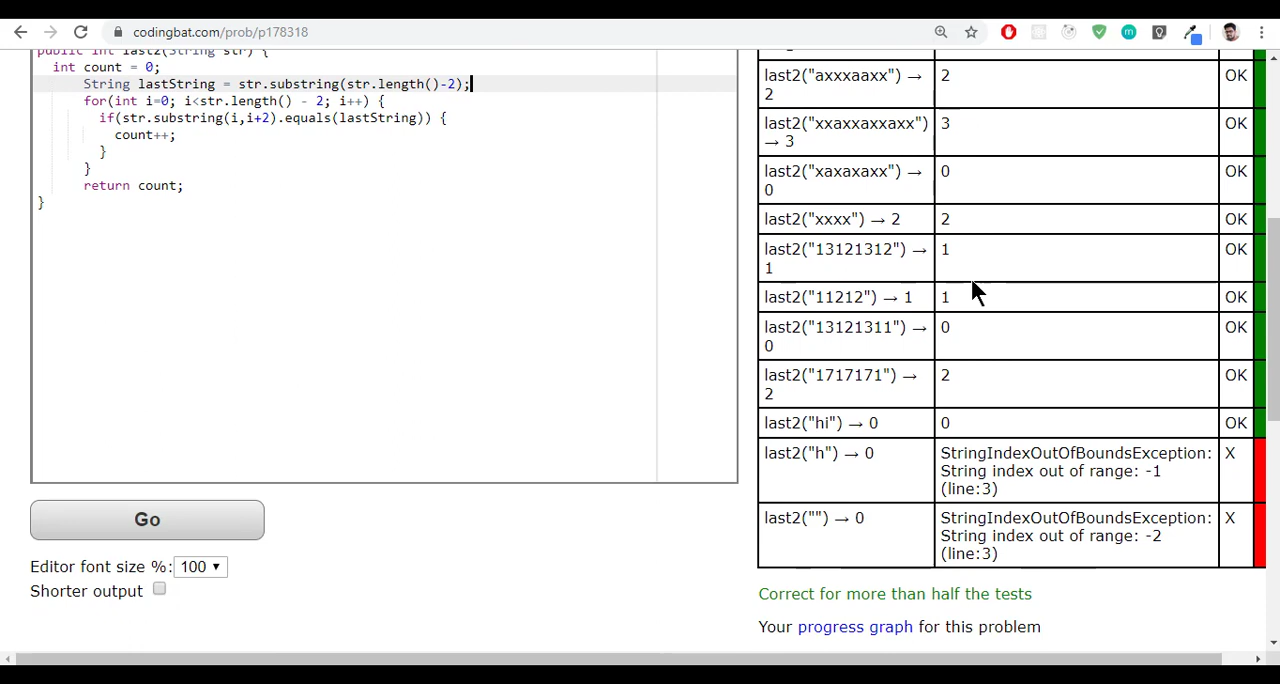 codingbat.com/prob/p178318
public int last2(String str) {
int count = 0;
String lastString = str.substring(str.length()-2);
for(int i=0; i<str.length() - 2; i++) {
if(str.substring(i,i+2).equals(lastString)) {
count++;
}
}
return count;
}
Go
Editor font size %: 100 ▼
Shorter output
last2("axxxaaxx") → 2 OK
2
last2("xxaxxaxxaxx") 3 OK
→ 3
last2("xaxaxaxx") → 0 OK
0
last2("xxxx") → 2 2 OK
last2("13121312") → 1 OK
1
last2("11212") → 1 1 OK
last2("13121311") → 0 OK
0
last2("1717171") → 2 OK
2
last2("hi") → 0 0 OK
last2("h") → 0 StringIndexOutOfBoundsException: X
String index out of range: -1
(line:3)
last2("") → 0 StringIndexOutOfBoundsException: X
String index out of range: -2
(line:3)
Correct for more than half the tests
Your progress graph for this problem